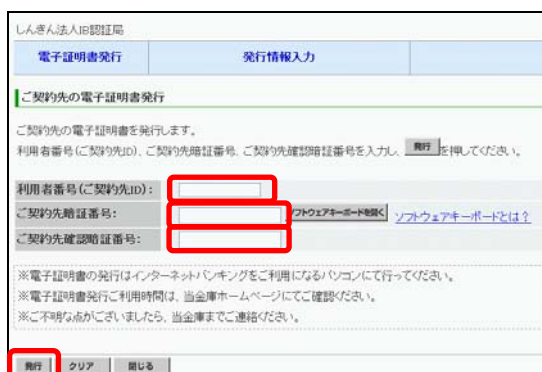 しんきん法人IB認証局
電子証明書発行 発行情報入力
ご契約先の電子証明書発行
ご契約先の電子証明書を発行します。
利用者番号(ご契約先ID)、ご契約先暗証番号、ご契約先確認暗証番号を入力し、 発行 を押してください。
利用者番号(ご契約先ID):
ご契約先暗証番号: ソフトウェアキーボードを開く ソフトウェアキーボードとは?
ご契約先確認暗証番号:
※電子証明書の発行はインターネットバンキングをご利用になるパソコンにて行ってください。
※電子証明書発行ご利用時間は、当金庫ホームページにてご確認ください。
※ご不明な点がございましたら、当金庫までご連絡ください。
発行 クリア 閉じる